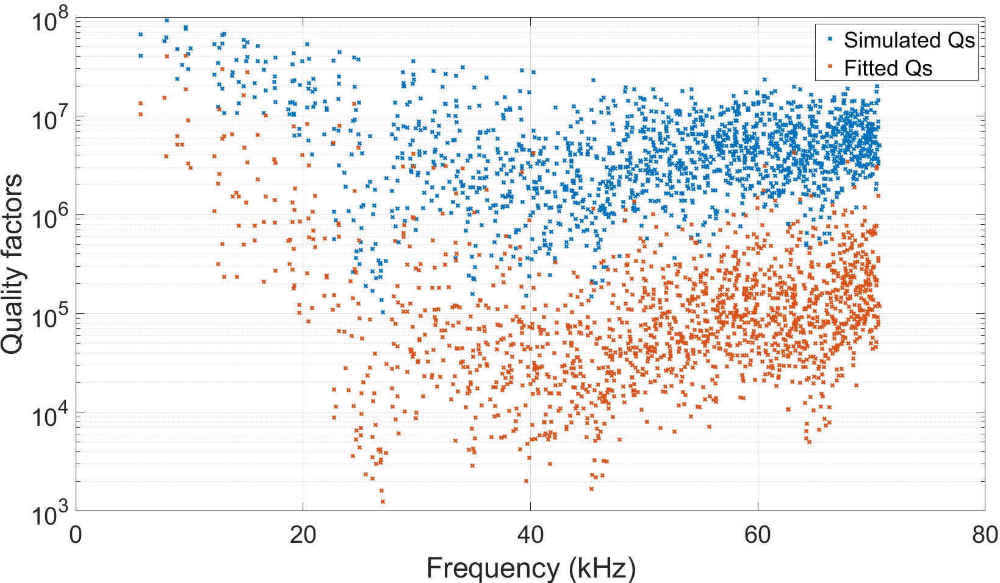 10^8
10^7
10^6
10^5
10^4
10^3
Quality factors
Simulated Qs
Fitted Qs
0 20 40 60 80
Frequency (kHz)